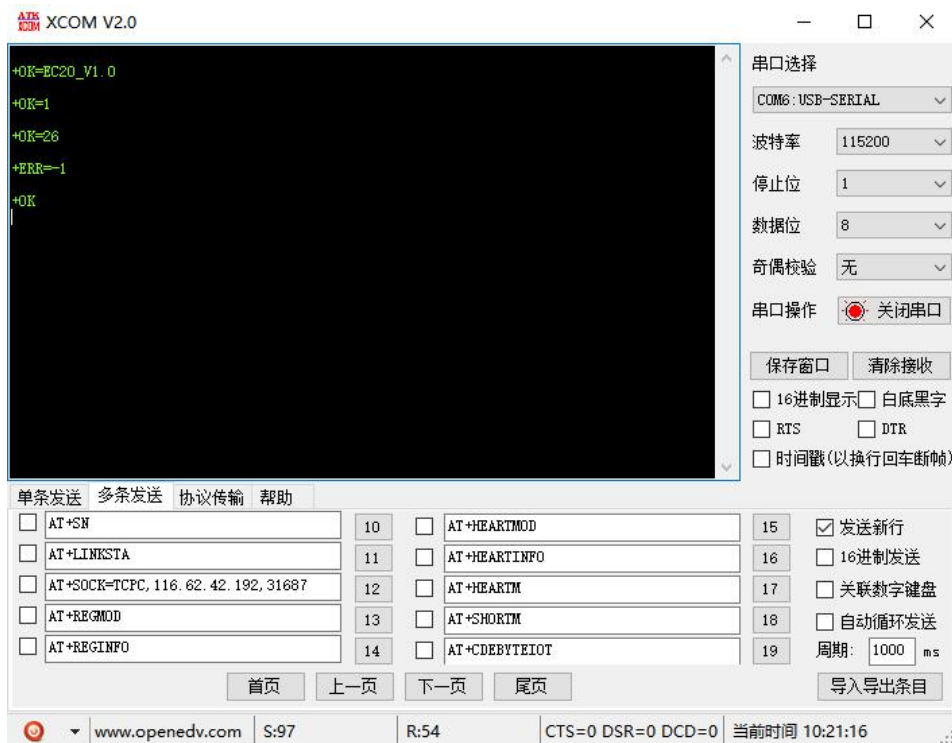 ATK XCOM XCOM V2.0
+OK=EC20_V1.0
+OK=1
+OK=26
+ERR=-1
+OK
串口选择
COM6:USB-SERIAL
波特率 115200
停止位 1
数据位 8
奇偶校验 无
串口操作 关闭串口
保存窗口 清除接收
16进制显示 白底黑字
RTS DTR
时间戳(以换行回车断帧)
单条发送 多条发送 协议传输 帮助
AT+SN 10 AT+HEARTMOD 15 发送新行
AT+LINKSTA 11 AT+HEARTINFO 16 16进制发送
AT+SOCK=TCPC,116.62.42.192,31687 12 AT+HEARTM 17 关联数字键盘
AT+REGMOD 13 AT+SHORTM 18 自动循环发送
AT+REGINFO 14 AT+CDEBYTEIOT 19 周期: 1000 ms
首页 上一页 下一页 尾页 导入导出条目
www.openedv.com S:97 R:54 CTS=0 DSR=0 DCD=0 当前时间 10:21:16